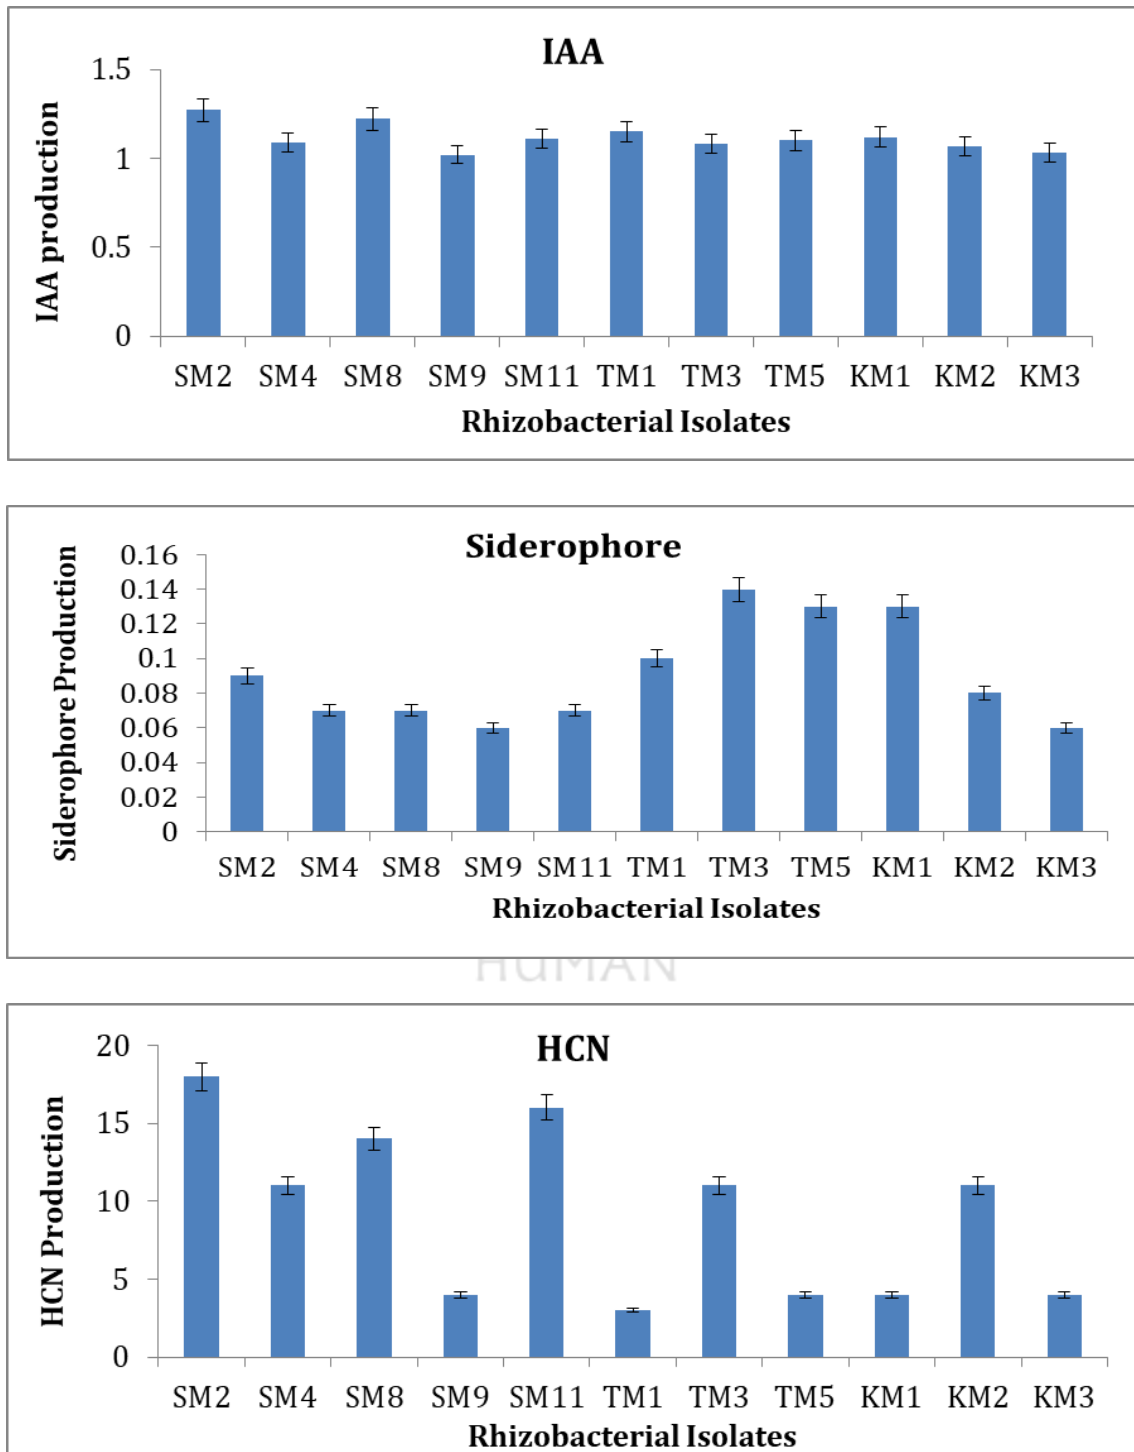 IAA
1.5
1
0.5
0
IAA production
SM2 SM4 SM8 SM9 SM11 TM1 TM3 TM5 KM1 KM2 KM3
Rhizobacterial Isolates
Siderophore
0.16
0.14
0.12
0.1
0.08
0.06
0.04
0.02
0
Siderophore Production
SM2 SM4 SM8 SM9 SM11 TM1 TM3 TM5 KM1 KM2 KM3
Rhizobacterial Isolates
HUMAN
HCN
20
15
10
5
0
HCN Production
SM2 SM4 SM8 SM9 SM11 TM1 TM3 TM5 KM1 KM2 KM3
Rhizobacterial Isolates